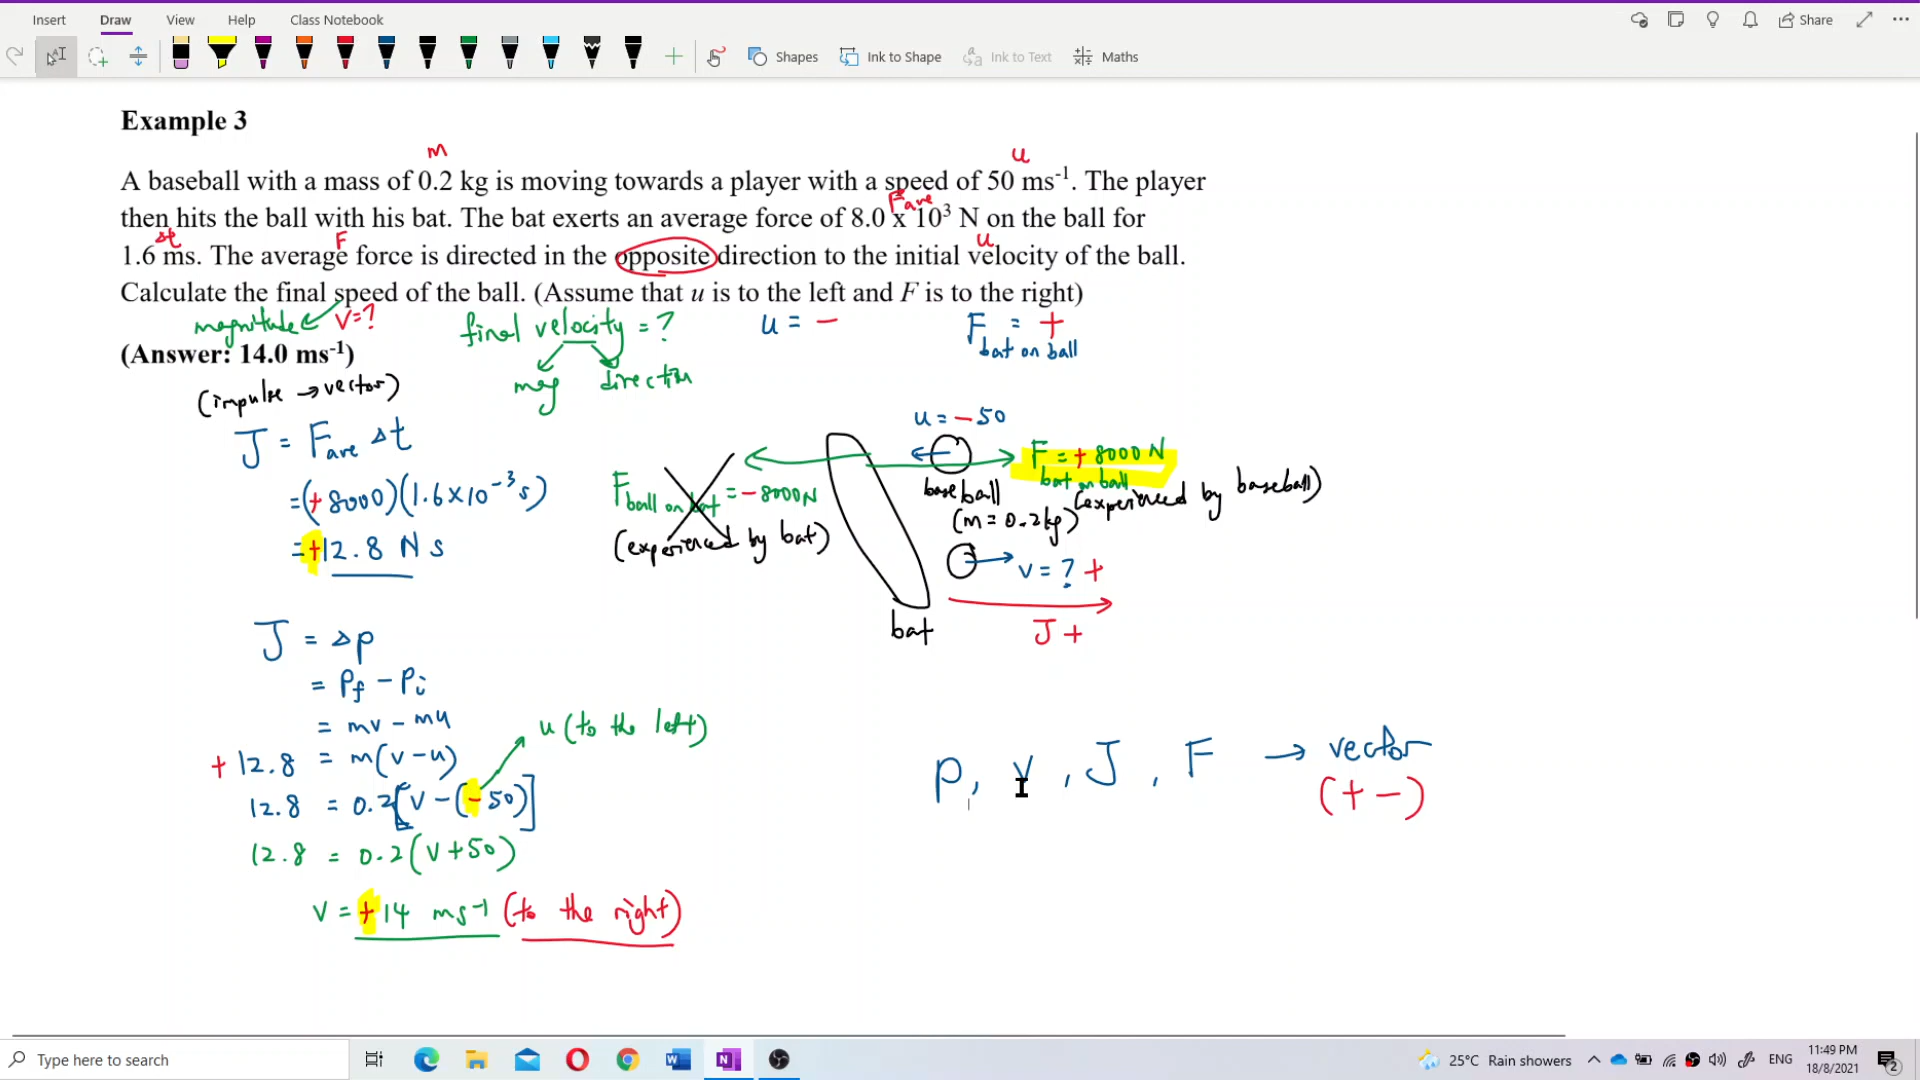 Insert Draw View Help Class Notebook Share
Shapes Ink to Shape Ink to Text Maths
Example 3
m u
A baseball with a mass of 0.2 kg is moving towards a player with a speed of 50 ms-1. The player
Fave
then hits the ball with his bat. The bat exerts an average force of 8.0 x 10³ N on the ball for
Δt F u
1.6 ms. The average force is directed in the opposite direction to the initial velocity of the ball.
Calculate the final speed of the ball. (Assume that u is to the left and F is to the right)
magnitude V=? final velocity = ? u = - F = +
bat on ball
(Answer: 14.0 ms-1)
mag direction
(impulse → vector)
J = Fave Δt
= (+8000)(1.6x10⁻³s)
= +12.8 N s
u = -50
F = +8000 N
bat on ball
(experienced by baseball)
baseball
(m = 0.2kg)
F ball on bat = -8000N
(experienced by bat)
v = ? +
J +
bat
J = Δp
= Pf - Pi
= mv - mu
+12.8 = m(v-u)
u (to the left)
12.8 = 0.2[v-(-50)]
12.8 = 0.2(v+50)
v = +14 ms-1 (to the right)
p, v, J, F → vector
(+ -)
Type here to search
25°C Rain showers ENG 11:49 PM
18/8/2021 2